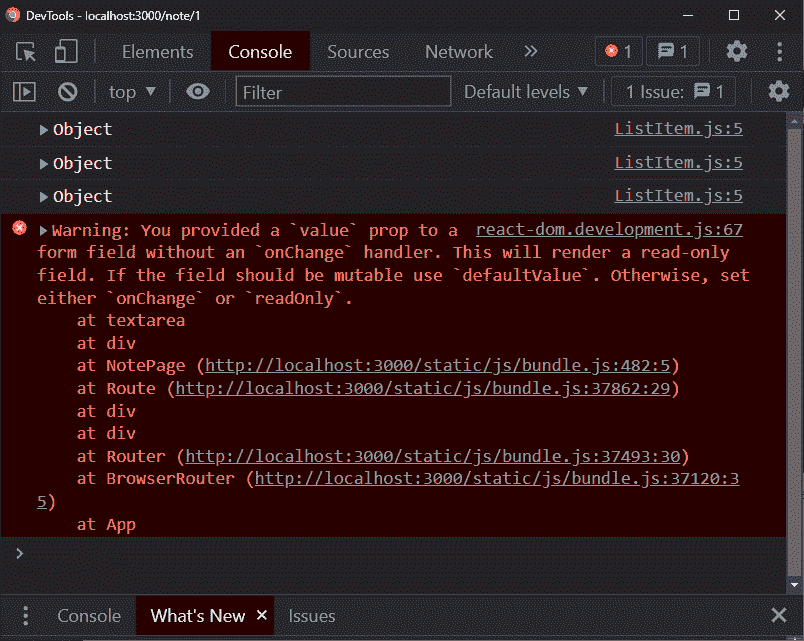 DevTools - localhost:3000/note/1
Elements Console Sources Network » 1 1
top ▼ Filter Default levels ▼ 1 Issue: 1
▶Object ListItem.js:5
▶Object ListItem.js:5
▶Object ListItem.js:5
▶Warning: You provided a `value` prop to a react-dom.development.js:67
form field without an `onChange` handler. This will render a read-only
field. If the field should be mutable use `defaultValue`. Otherwise, set
either `onChange` or `readOnly`.
at textarea
at div
at NotePage (http://localhost:3000/static/js/bundle.js:482:5)
at Route (http://localhost:3000/static/js/bundle.js:37862:29)
at div
at div
at Router (http://localhost:3000/static/js/bundle.js:37493:30)
at BrowserRouter (http://localhost:3000/static/js/bundle.js:37120:3
5)
at App
>
Console What's New × Issues